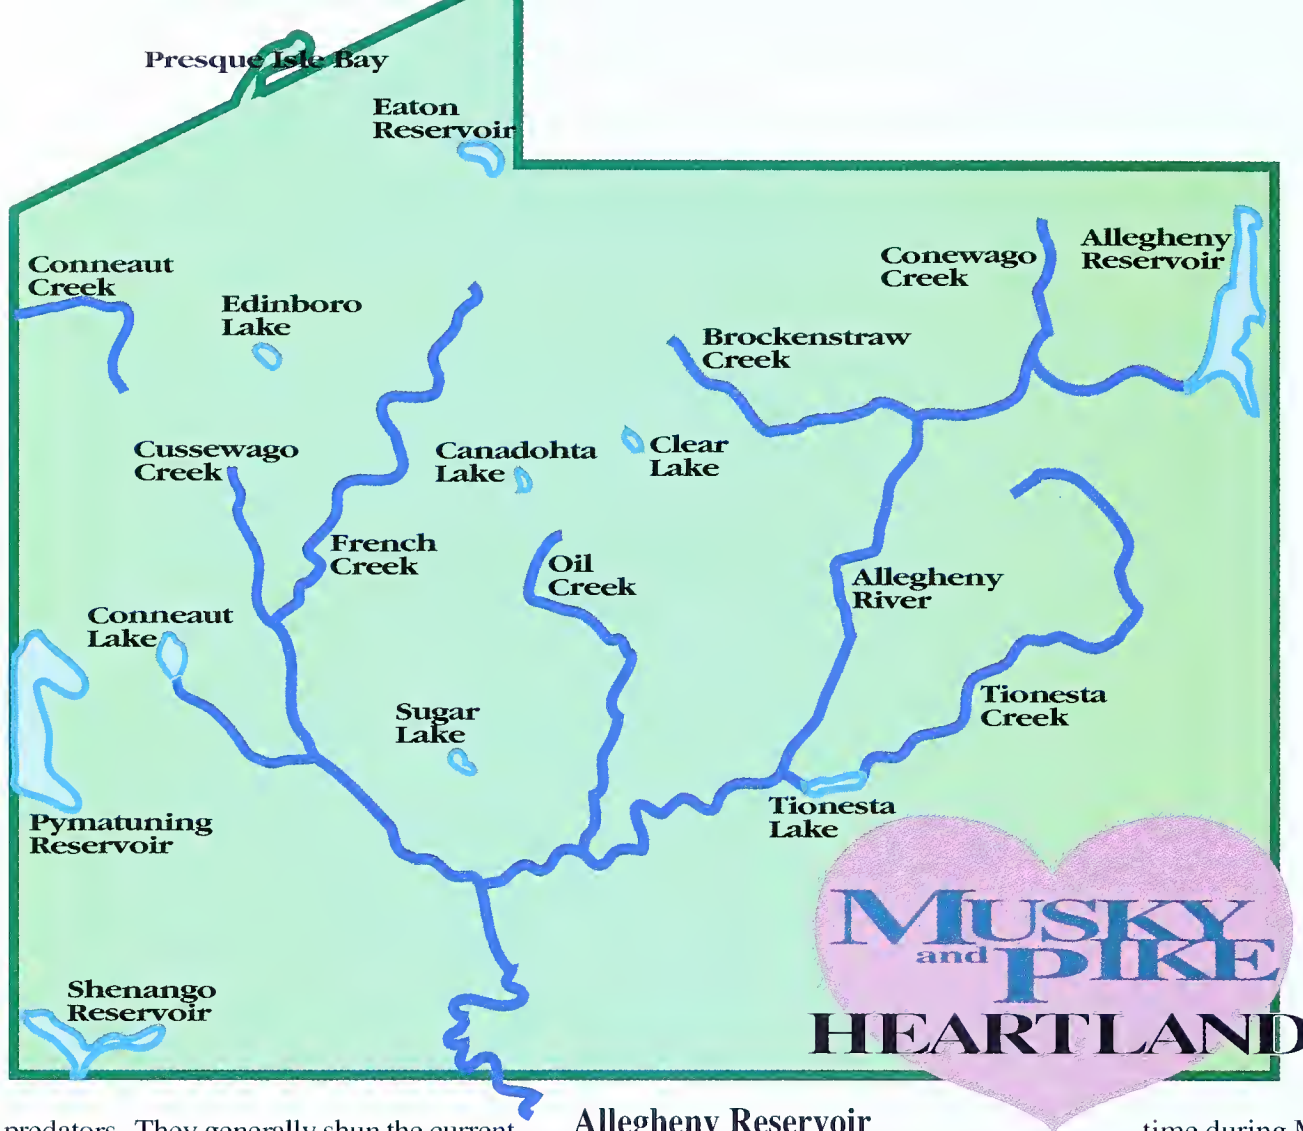 Presque Isle Bay
Eaton
Reservoir
Conneaut
Creek
Edinboro
Lake
Conewago
Creek
Allegheny
Reservoir
Brockenstraw
Creek
Cussewago
Creek
Canadohta
Lake
Clear
Lake
French
Creek
Oil
Creek
Allegheny
River
Conneaut
Lake
Tionesta
Creek
Sugar
Lake
Tionesta
Lake
Pymatuning
Reservoir
Shenango
Reservoir
MUSKY
and PIKE
HEARTLAND
predators. They generally shun the current
Allegheny Reservoir
time during M